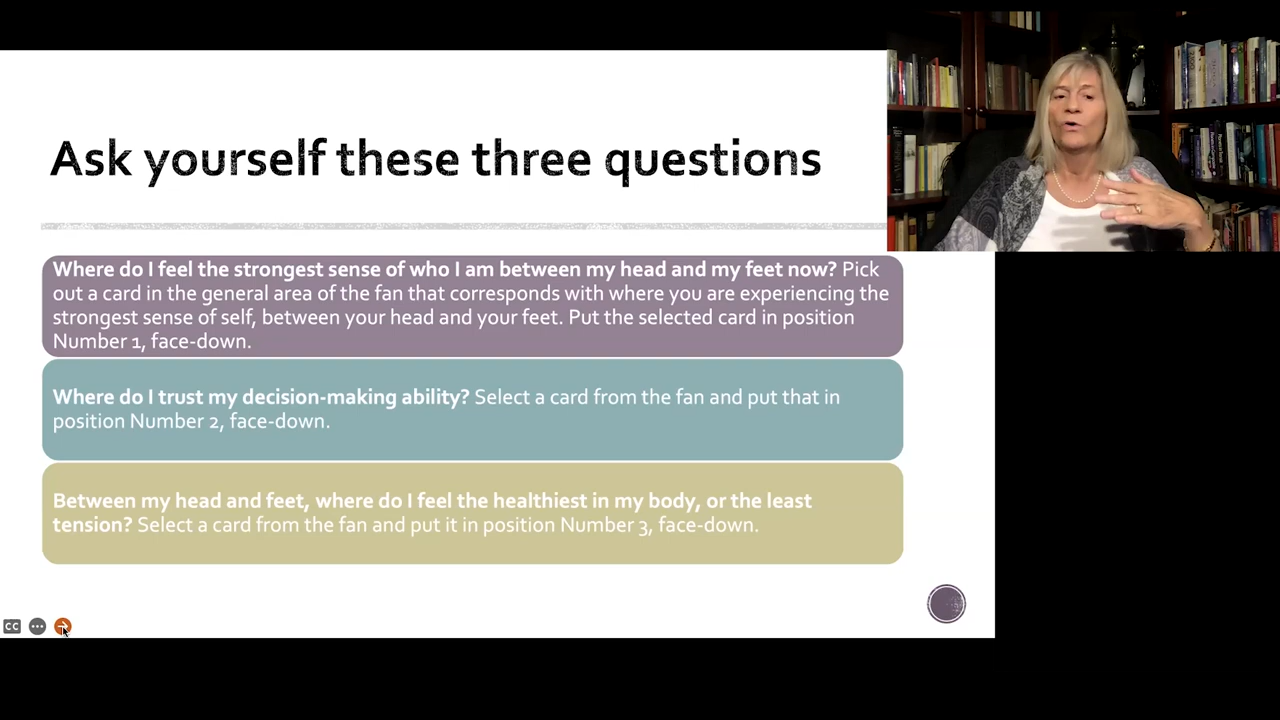 Ask yourself these three questions
Where do I feel the strongest sense of who I am between my head and my feet now? Pick
out a card in the general area of the fan that corresponds with where you are experiencing the
strongest sense of self, between your head and your feet. Put the selected card in position
Number 1, face-down.
Where do I trust my decision-making ability? Select a card from the fan and put that in
position Number 2, face-down.
Between my head and feet, where do I feel the healthiest in my body, or the least
tension? Select a card from the fan and put it in position Number 3, face-down.
CC